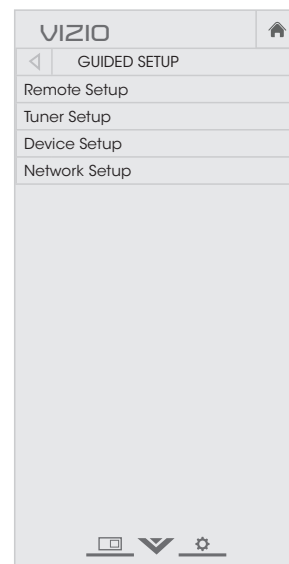 VIZIO
GUIDED SETUP
Remote Setup
Tuner Setup
Device Setup
Network Setup